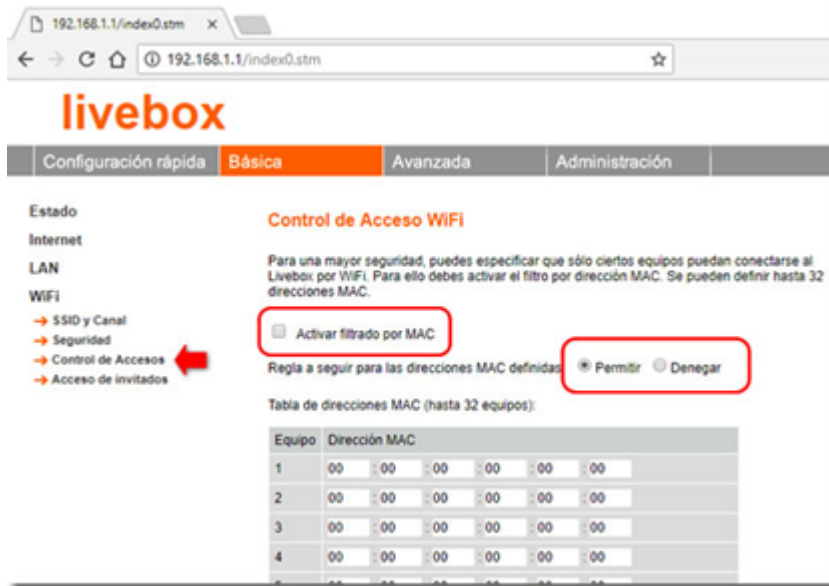 192.168.1.1/index0.stm
192.168.1.1/index0.stm
livebox
Configuración rápida Básica Avanzada Administración
Estado
Internet
LAN
WiFi
SSID y Canal
Seguridad
Control de Accesos
Acceso de invitados
Control de Acceso WiFi
Para una mayor seguridad, puedes especificar que sólo ciertos equipos puedan conectarse al
Livebox por WiFi. Para ello debes activar el filtro por dirección MAC. Se pueden definir hasta 32
direcciones MAC.
Activar filtrado por MAC
Regla a seguir para las direcciones MAC definidas Permitir Denegar
Tabla de direcciones MAC (hasta 32 equipos):
Equipo Dirección MAC
1 00 : 00 : 00 : 00 : 00 : 00
2 00 : 00 : 00 : 00 : 00 : 00
3 00 : 00 : 00 : 00 : 00 : 00
4 00 : 00 : 00 : 00 : 00 : 00